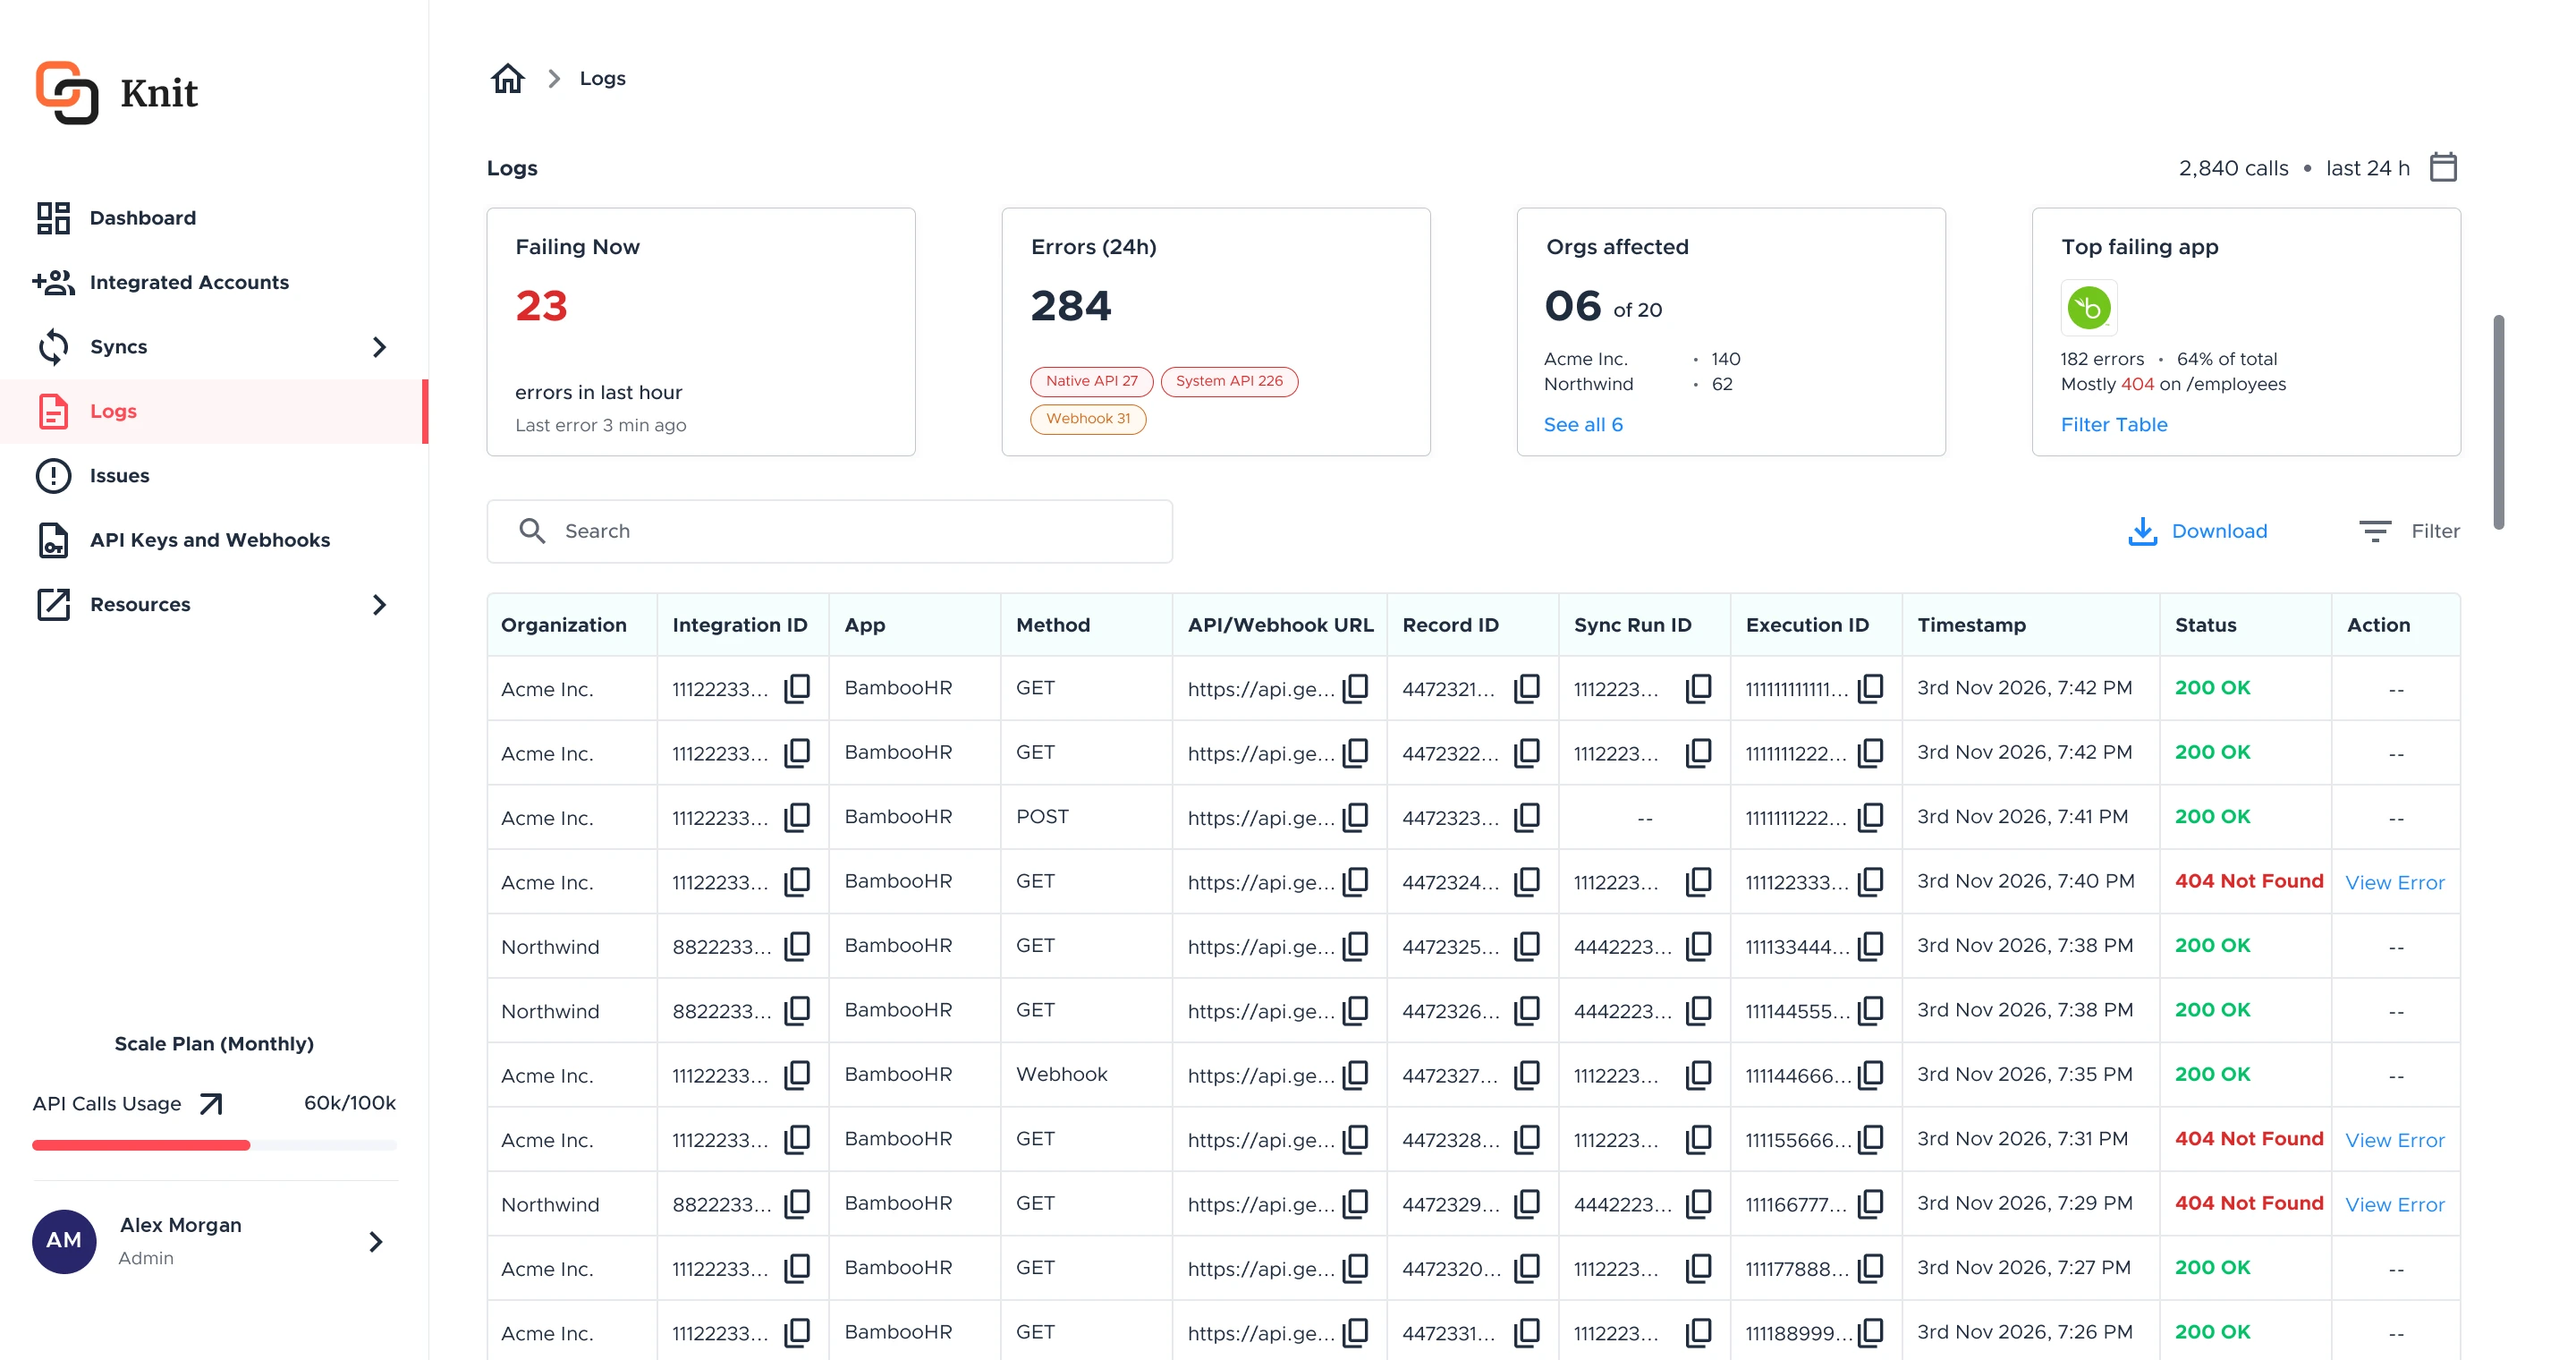 Knit
Dashboard
Integrated Accounts
Syncs
Logs
Issues
API Keys and Webhooks
Resources
Scale Plan (Monthly)
API Calls Usage 60k/100k
AM
Alex Morgan
Admin
Logs
Logs
2,840 calls • last 24 h
Failing Now
23
errors in last hour
Last error 3 min ago
Errors (24h)
284
Native API 27
System API 226
Webhook 31
Orgs affected
06 of 20
Acme Inc. • 140
Northwind • 62
See all 6
Top failing app
b
182 errors • 64% of total
Mostly 404 on /employees
Filter Table
Search
Download
Filter
Organization Integration ID App Method API/Webhook URL Record ID Sync Run ID Execution ID Timestamp Status Action
Acme Inc. 11122233... BambooHR GET https://api.ge... 4472321... 1112223... 111111111111... 3rd Nov 2026, 7:42 PM 200 OK --
Acme Inc. 11122233... BambooHR GET https://api.ge... 4472322... 1112223... 1111111222... 3rd Nov 2026, 7:42 PM 200 OK --
Acme Inc. 11122233... BambooHR POST https://api.ge... 4472323... -- 1111111222... 3rd Nov 2026, 7:41 PM 200 OK --
Acme Inc. 11122233... BambooHR GET https://api.ge... 4472324... 1112223... 111122333... 3rd Nov 2026, 7:40 PM 404 Not Found View Error
Northwind 8822233... BambooHR GET https://api.ge... 4472325... 4442223... 111133444... 3rd Nov 2026, 7:38 PM 200 OK --
Northwind 8822233... BambooHR GET https://api.ge... 4472326... 4442223... 111144555... 3rd Nov 2026, 7:38 PM 200 OK --
Acme Inc. 11122233... BambooHR Webhook https://api.ge... 4472327... 1112223... 111144666... 3rd Nov 2026, 7:35 PM 200 OK --
Acme Inc. 11122233... BambooHR GET https://api.ge... 4472328... 1112223... 111155666... 3rd Nov 2026, 7:31 PM 404 Not Found View Error
Northwind 8822233... BambooHR GET https://api.ge... 4472329... 4442223... 111166777... 3rd Nov 2026, 7:29 PM 404 Not Found View Error
Acme Inc. 11122233... BambooHR GET https://api.ge... 4472320... 1112223... 111177888... 3rd Nov 2026, 7:27 PM 200 OK --
Acme Inc. 11122233... BambooHR GET https://api.ge... 4472331... 1112223... 111188999... 3rd Nov 2026, 7:26 PM 200 OK --